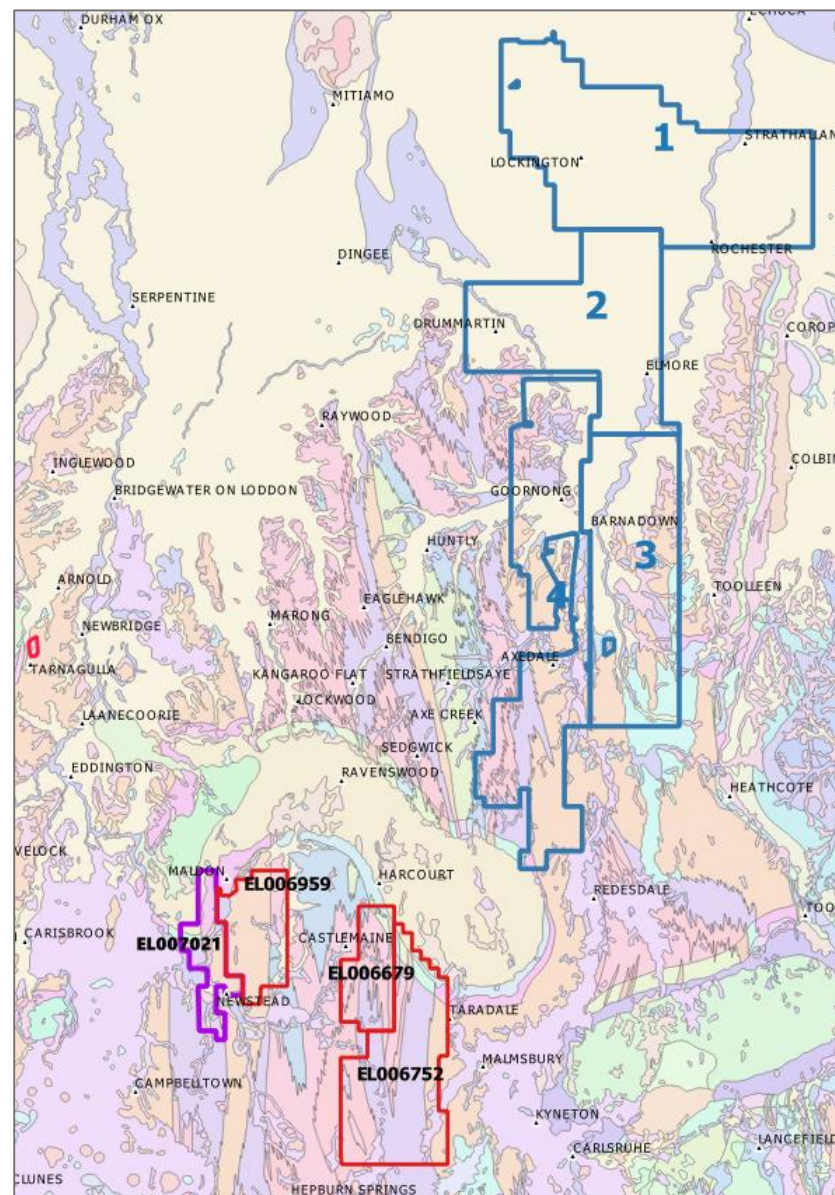 DURHAM OX
ECHUCA
MITIAMO
1
STRATHALLAN
LOCKINGTON
ROCHESTER
DINGEE
SERPENTINE
2
DRUMMARTIN
COROP
ELMORE
RAYWOOD
INGLEWOOD
COLBIN
GOORNONG
BRIDGEWATER ON LODDON
BARNADOWN
HUNTLY
3
ARNOLD
4
TOOLLEEN
EAGLEHAWK
NEWBRIDGE
MARONG
BENDIGO
TARNAGULLA
AXEDALE
KANGAROO FLAT
STRATHFIELDSAYE
LOCKWOOD
LAANECOORIE
AXE CREEK
SEDGWICK
EDDINGTON
RAVENSWOOD
HEATHCOTE
VELOCK
MALDON
HARCOURT
EL006959
REDESDALE
TOO
CARISBROOK
EL007021
CASTLEMAINE
EL006679
NEWSTEAD
TARADALE
MALMSBURY
EL006752
CAMPBELLTOWN
KYNETON
CARLSRUHE
LANCEFIELD
CLUNES
HEPBURN SPRINGS